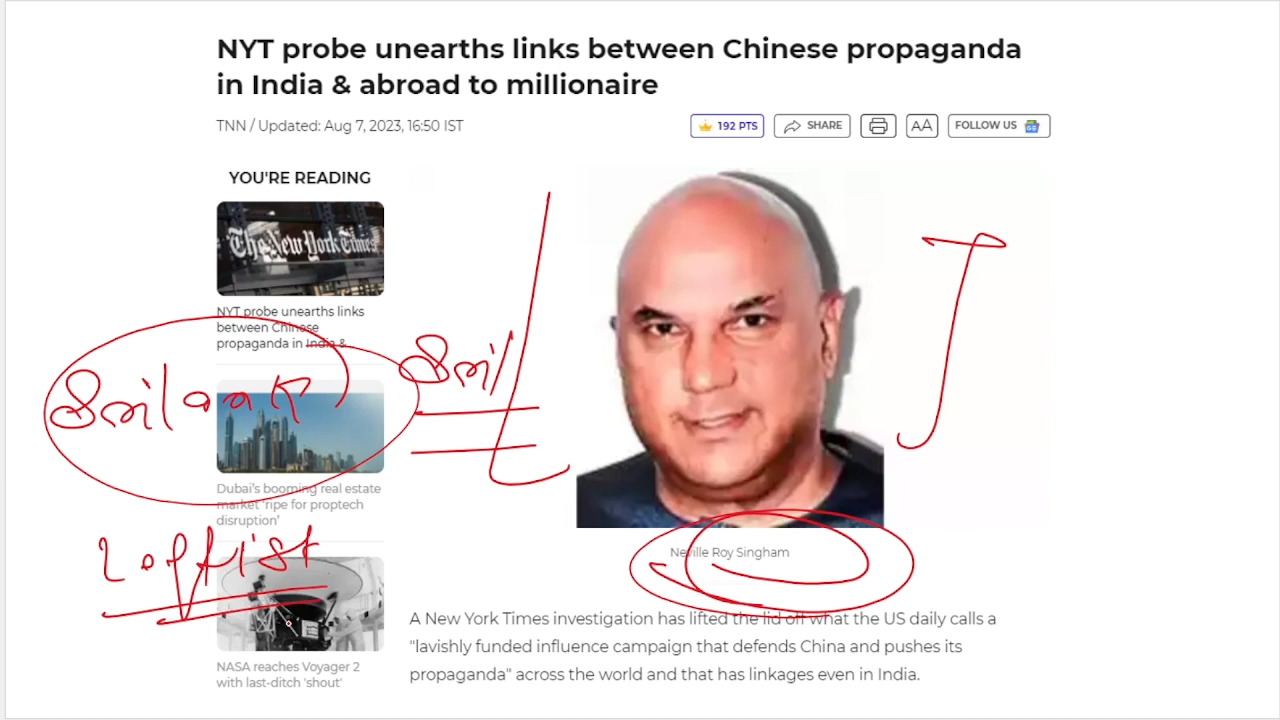 NYT probe unearths links between Chinese propaganda
in India & abroad to millionaire
TNN / Updated: Aug 7, 2023, 16:50 IST
192 PTS
SHARE
AA
FOLLOW US
YOU'RE READING
The New York Times
NYT probe unearths links
between Chinese
propaganda in India &...
Dubai's booming real estate
market 'ripe for proptech
disruption'
NASA reaches Voyager 2
with last-ditch 'shout'
Neville Roy Singham
A New York Times investigation has lifted the lid off what the US daily calls a
"lavishly funded influence campaign that defends China and pushes its
propaganda" across the world and that has linkages even in India.